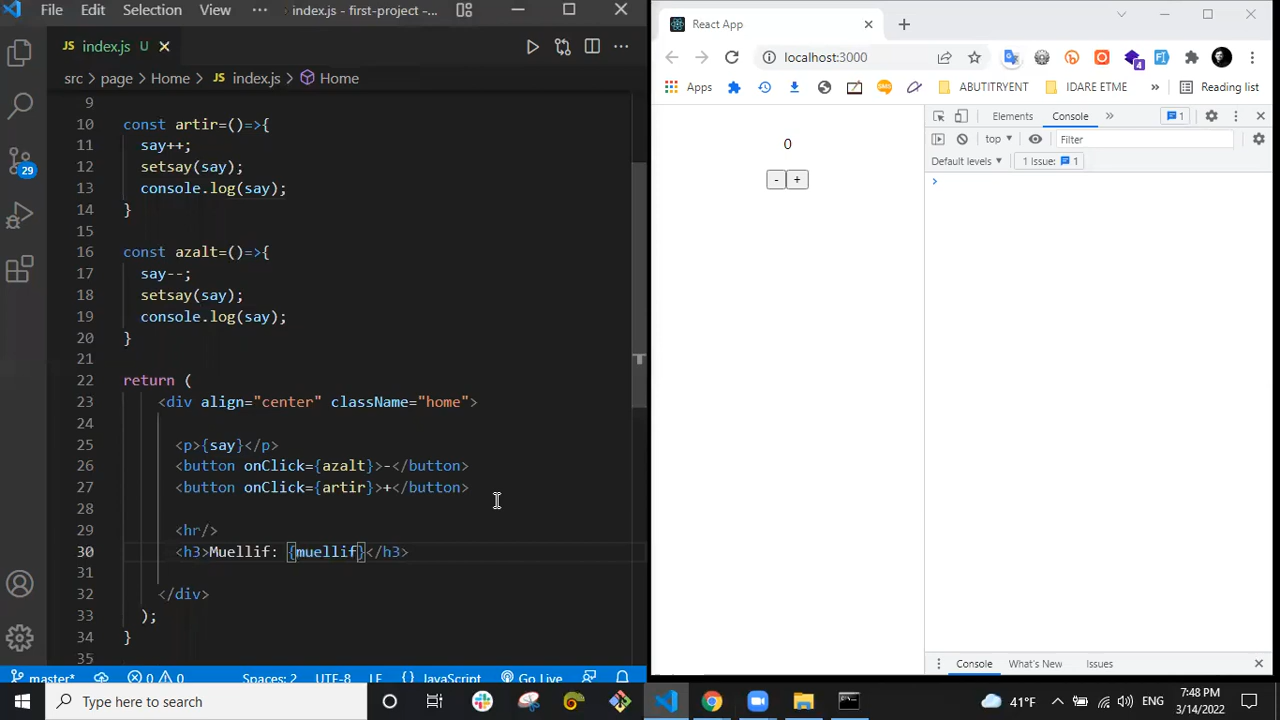 File Edit Selection View ··· index.js - first-project -...
index.js U
src > page > Home > index.js > Home
9
10 const artir=()=>{
11 say++;
12 setsay(say);
13 console.log(say);
14 }
15
16 const azalt=()=>{
17 say--;
18 setsay(say);
19 console.log(say);
20 }
21
22 return (
23 <div align="center" className="home">
24
25 <p>{say}</p>
26 <button onClick={azalt}>-</button>
27 <button onClick={artir}>+</button>
28
29 <hr/>
30 <h3>Muellif: {muellif}</h3>
31
32 </div>
33 );
34 }
35
29
master* 0 0 Spaces: 2 UTF-8 LF JavaScript Go Live
React App
localhost:3000
4
Apps ABUTITRYENT IDARE ETME » Reading list
Elements Console » 1
top Filter
Default levels 1 Issue: 1
0
- +
Console What's New Issues
Type here to search
41°F ENG 7:48 PM 3/14/2022